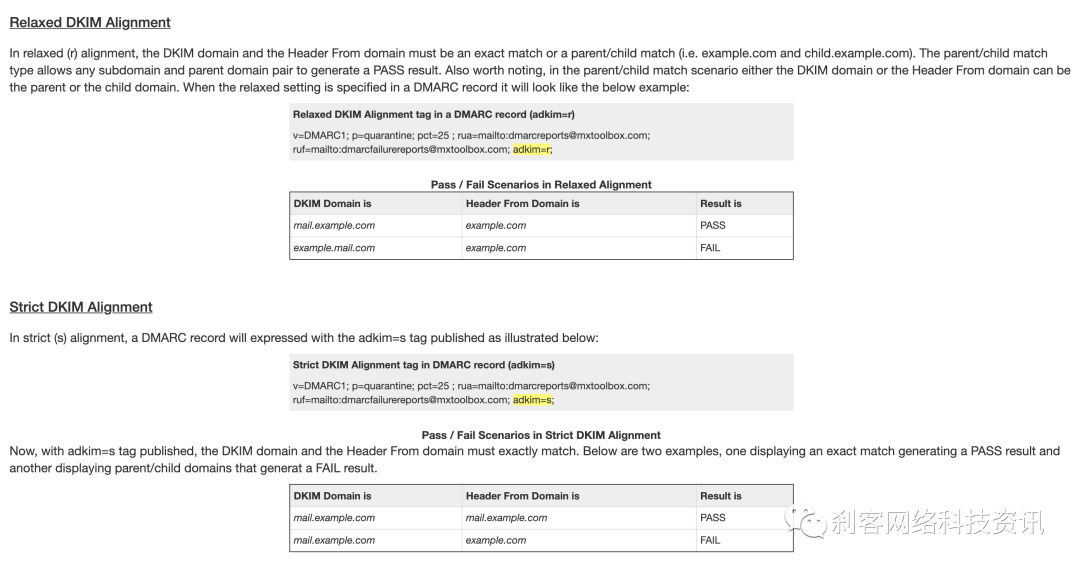 Relaxed DKIM Alignment
In relaxed (r) alignment, the DKIM domain and the Header From domain must be an exact match or a parent/child match (i.e. example.com and child.example.com). The parent/child match
type allows any subdomain and parent domain pair to generate a PASS result. Also worth noting, in the parent/child match scenario either the DKIM domain or the Header From domain can be
the parent or the child domain. When the relaxed setting is specified in a DMARC record it will look like the below example:
Relaxed DKIM Alignment tag in a DMARC record (adkim=r)
v=DMARC1; p=quarantine; pct=25 ; rua=mailto:dmarcreports@mxtoolbox.com;
ruf=mailto:dmarcfailurereports@mxtoolbox.com; adkim=r;
Pass / Fail Scenarios in Relaxed Alignment
DKIM Domain is Header From Domain is Result is
mail.example.com example.com PASS
example.mail.com example.com FAIL
Strict DKIM Alignment
In strict (s) alignment, a DMARC record will expressed with the adkim=s tag published as illustrated below:
Strict DKIM Alignment tag in DMARC record (adkim=s)
v=DMARC1; p=quarantine; pct=25 ; rua=mailto:dmarcreports@mxtoolbox.com;
ruf=mailto:dmarcfailurereports@mxtoolbox.com; adkim=s;
Pass / Fail Scenarios in Strict DKIM Alignment
Now, with adkim=s tag published, the DKIM domain and the Header From domain must exactly match. Below are two examples, one displaying an exact match generating a PASS result and
another displaying parent/child domains that generat a FAIL result.
DKIM Domain is Header From Domain is Result is
mail.example.com mail.example.com PASS
mail.example.com example.com FAIL
刹客网络科技资讯